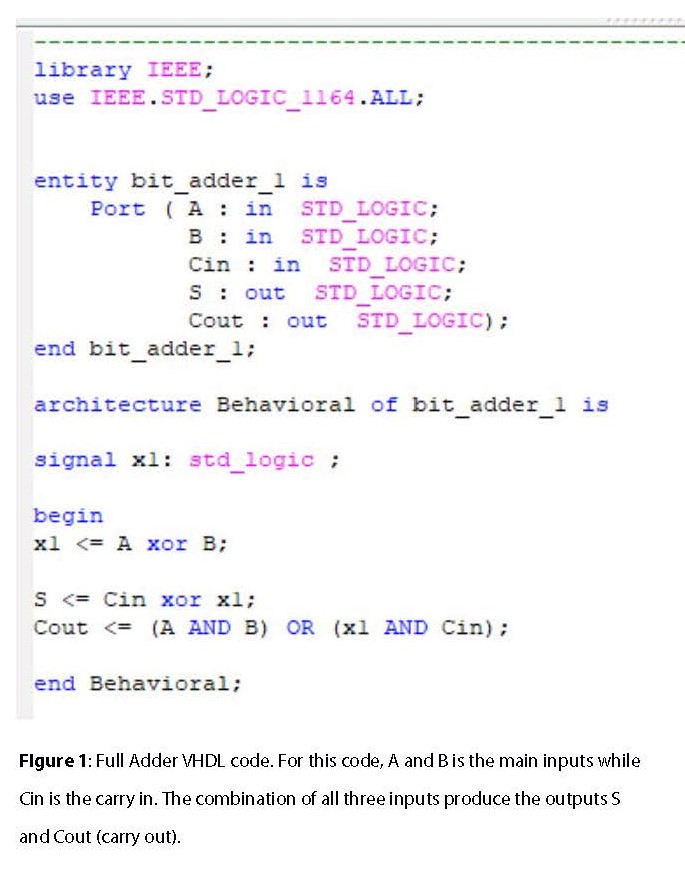 library IEEE;
use IEEE.STD_LOGIC_1164.ALL;
entity bit_adder_1 is
Port ( A : in STD_LOGIC;
B : in STD_LOGIC;
Cin : in STD_LOGIC;
S : out STD_LOGIC;
Cout : out STD_LOGIC);
end bit_adder_1;
architecture Behavioral of bit_adder_1 is
signal x1: std_logic ;
begin
x1 <= A xor B;
S <= Cin xor x1;
Cout <= (A AND B) OR (x1 AND Cin);
end Behavioral;
FIgure 1: Full Adder VHDL code. For this code, A and B is the main inputs while
Cin is the carry in. The combination of all three inputs produce the outputs S
and Cout (carry out).